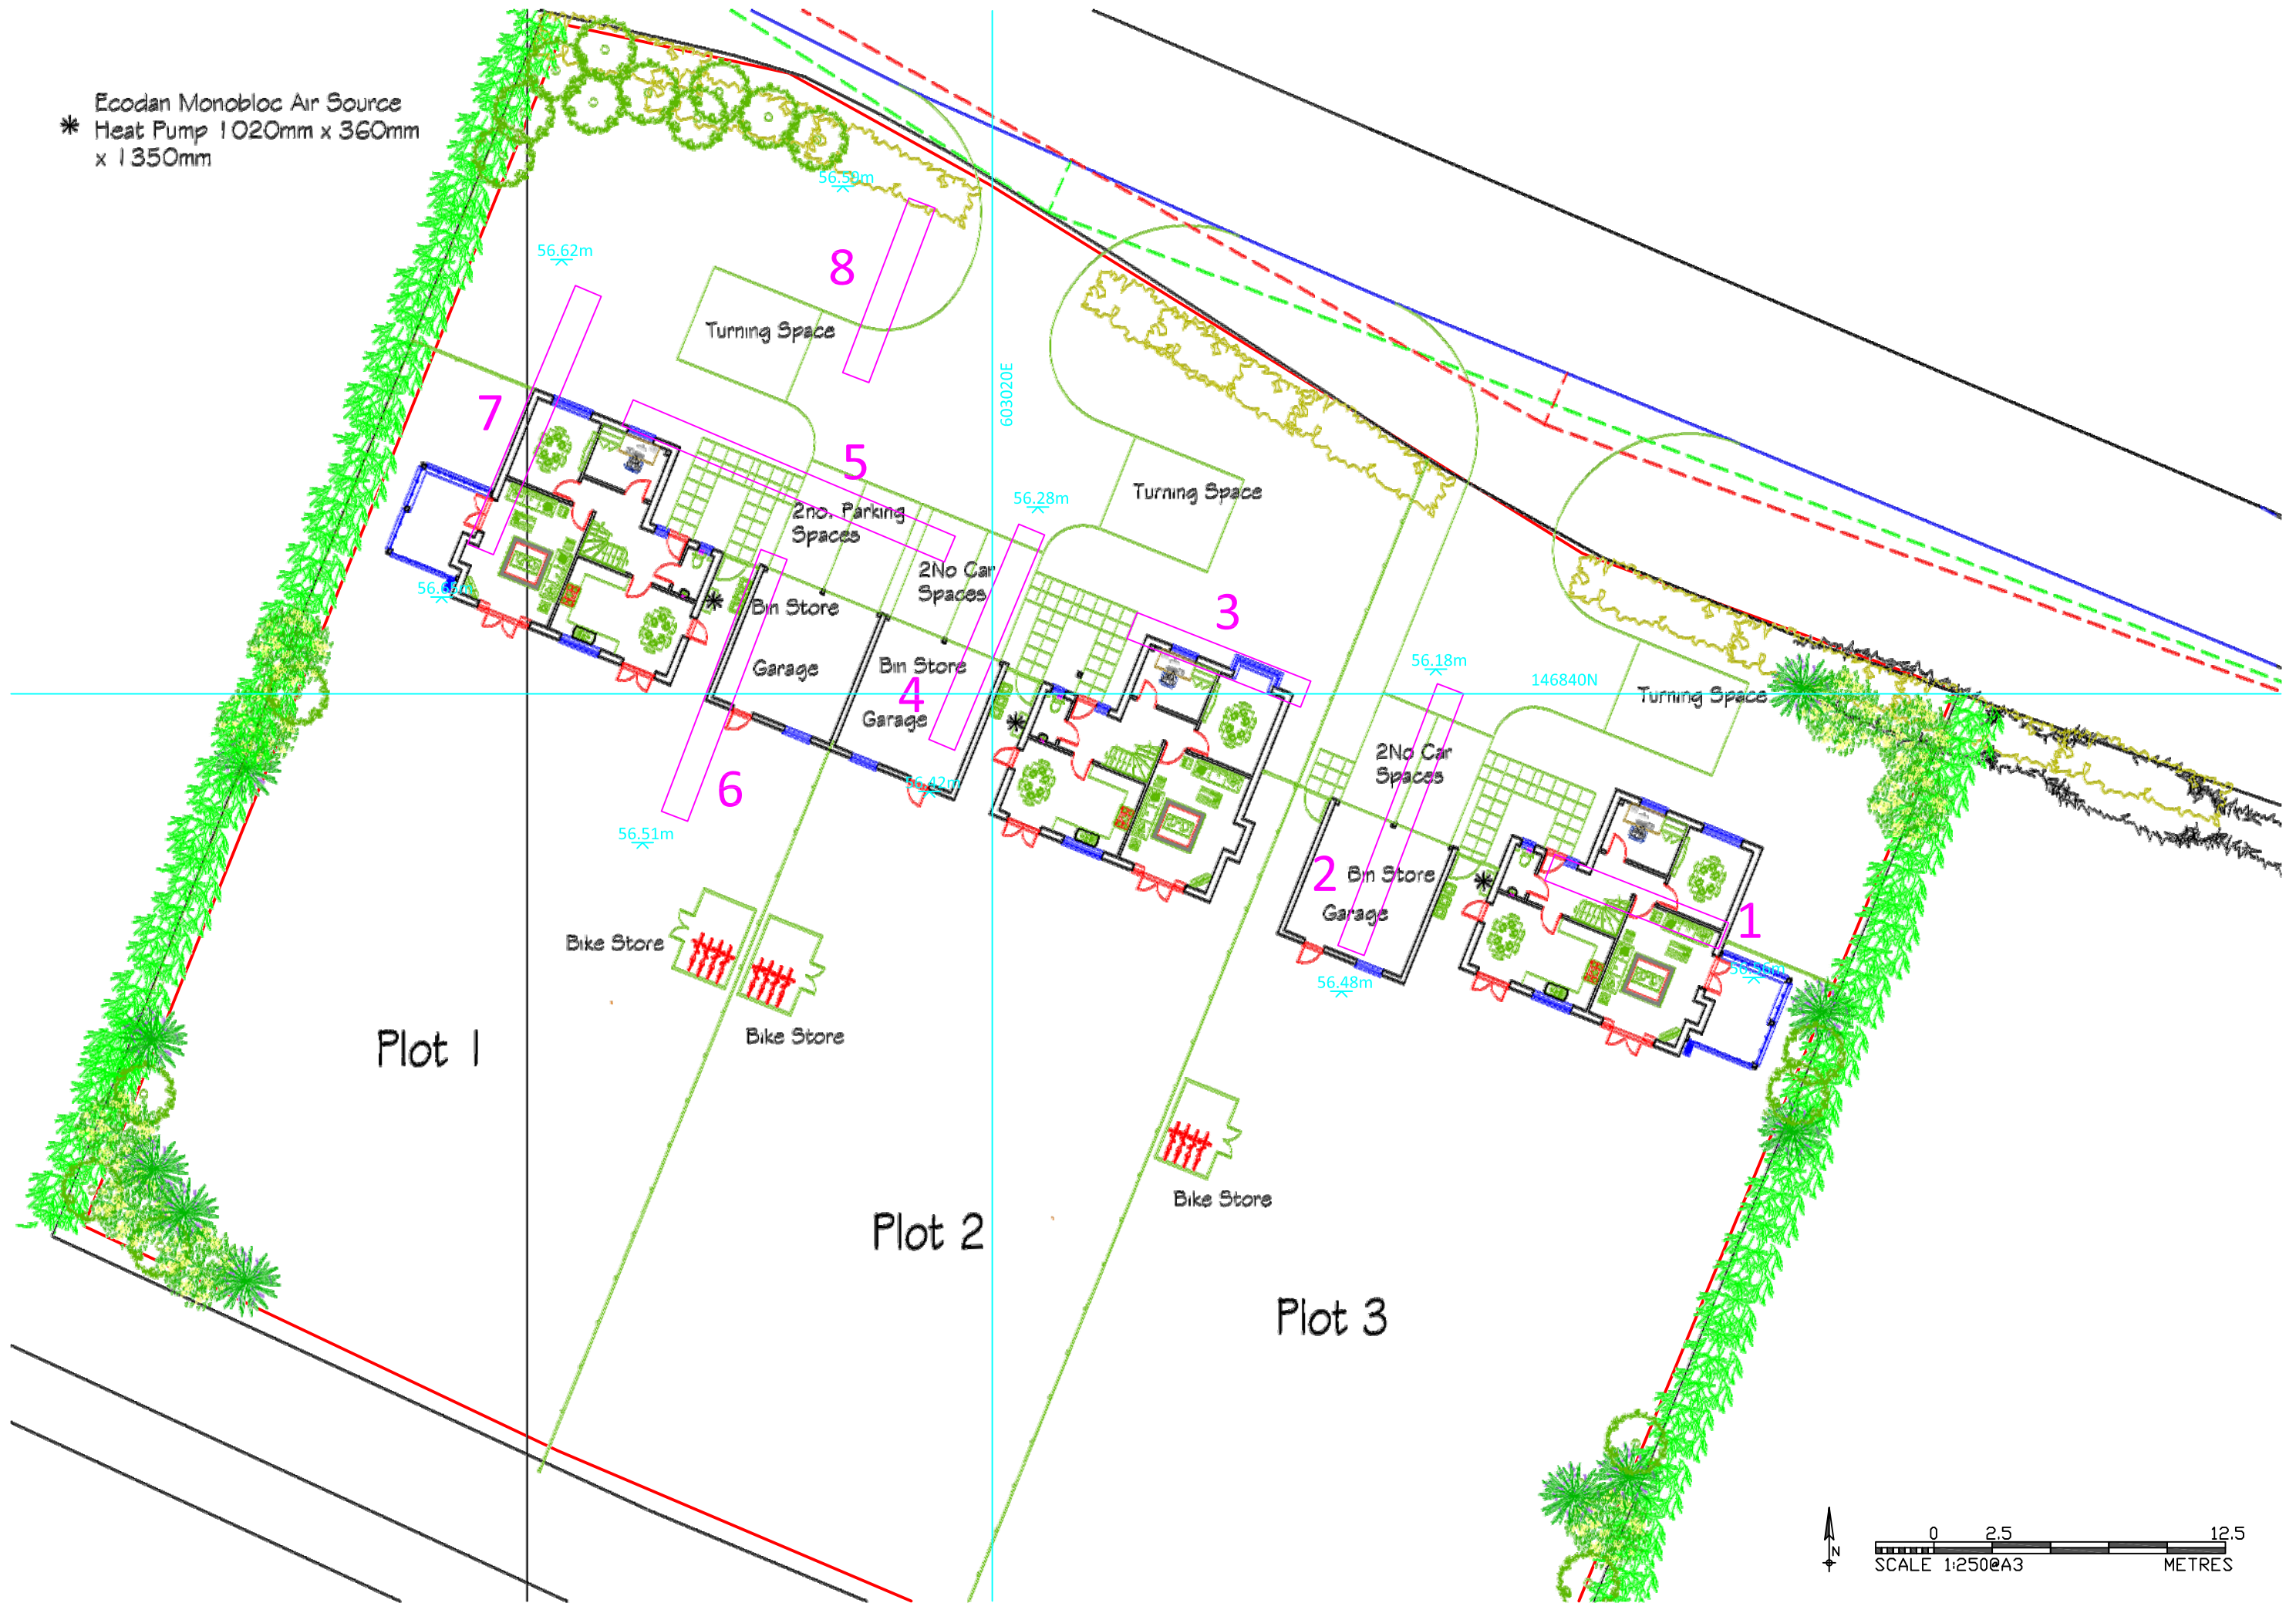 Ecodan Monobloc Air Source
* Heat Pump 1020mm x 360mm
x 1350mm
56.59m
56.62m
8
Turning Space
603020E
7
5
56.28m
Turning Space
2no. Parking
Spaces
2No Car
Spaces
56.65m
Bin Store
3
Garage
Bin Store
4
Garage
56.18m
146840N
Turning Space
2No Car
Spaces
6
56.42m
56.51m
2
Bin Store
Garage
1
Bike Store
56.48m
Bike Store
Plot 1
Bike Store
Plot 2
Plot 3
N
0 2.5 12.5
SCALE 1:250@A3 METRES